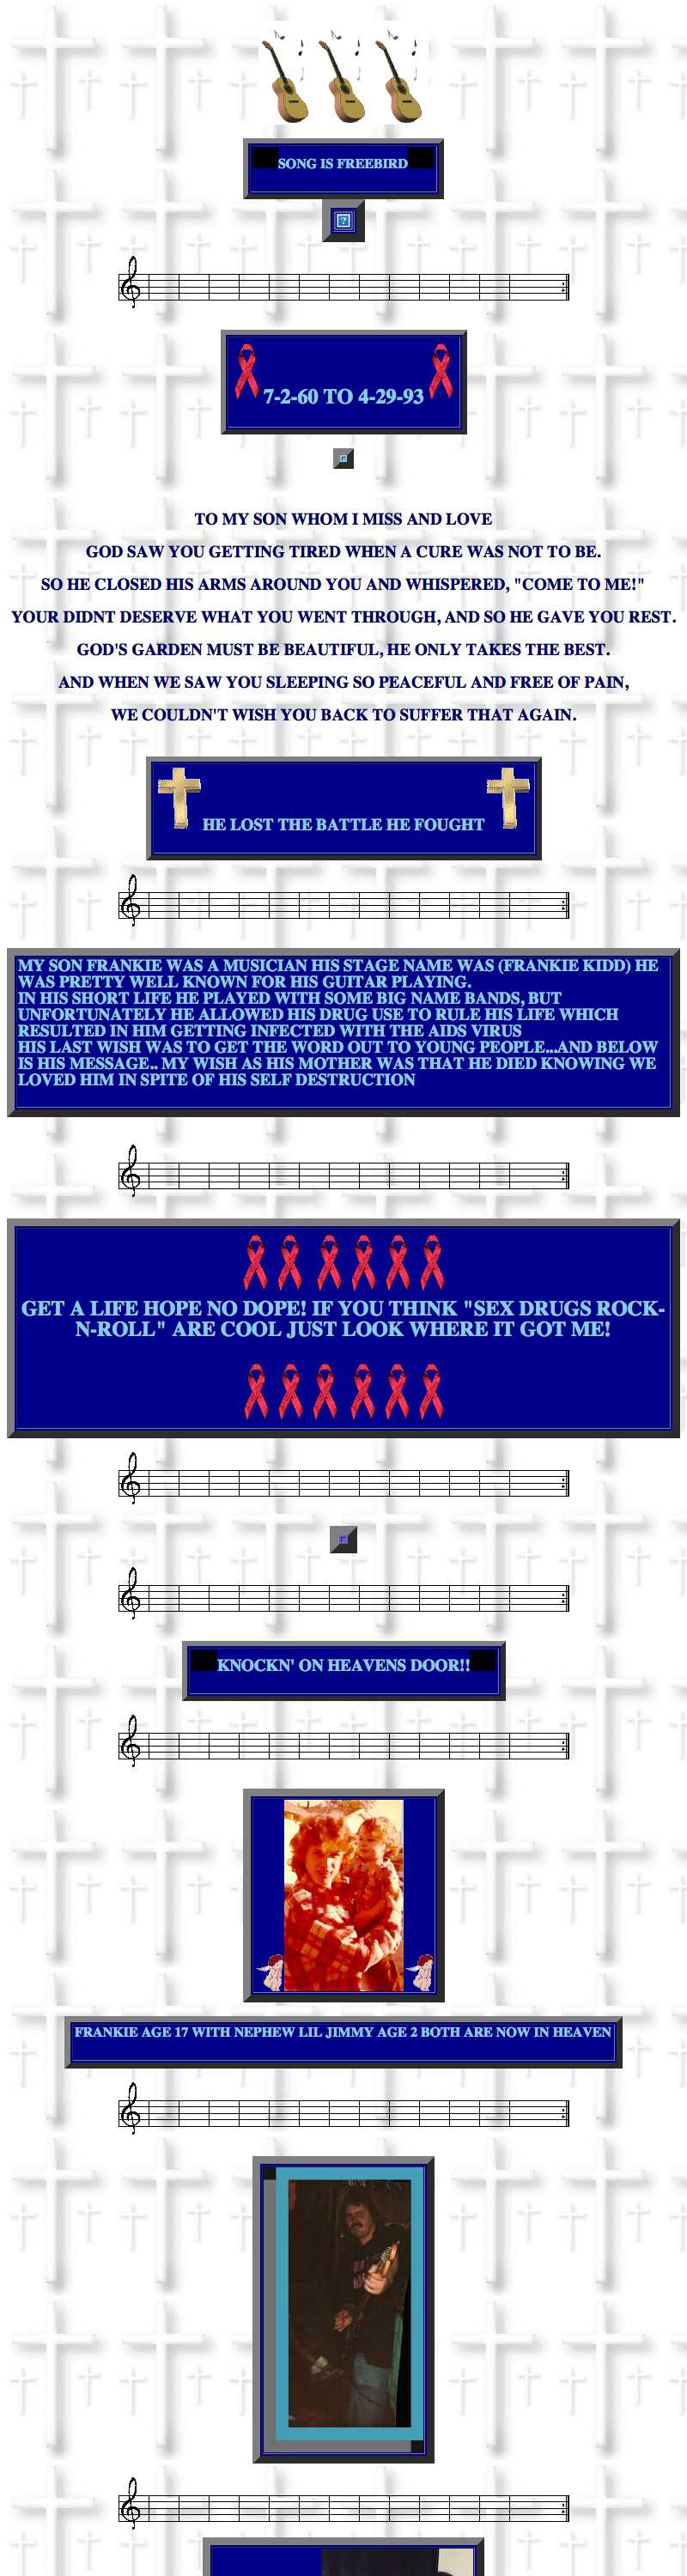 SONG IS FREEBIRD
?
7-2-60 TO 4-29-93
TO MY SON WHOM I MISS AND LOVE
GOD SAW YOU GETTING TIRED WHEN A CURE WAS NOT TO BE.
SO HE CLOSED HIS ARMS AROUND YOU AND WHISPERED, "COME TO ME!"
YOUR DIDNT DESERVE WHAT YOU WENT THROUGH, AND SO HE GAVE YOU REST.
GOD'S GARDEN MUST BE BEAUTIFUL, HE ONLY TAKES THE BEST.
AND WHEN WE SAW YOU SLEEPING SO PEACEFUL AND FREE OF PAIN,
WE COULDN'T WISH YOU BACK TO SUFFER THAT AGAIN.
HE LOST THE BATTLE HE FOUGHT
MY SON FRANKIE WAS A MUSICIAN HIS STAGE NAME WAS (FRANKIE KIDD) HE
WAS PRETTY WELL KNOWN FOR HIS GUITAR PLAYING.
IN HIS SHORT LIFE HE PLAYED WITH SOME BIG NAME BANDS, BUT
UNFORTUNATELY HE ALLOWED HIS DRUG USE TO RULE HIS LIFE WHICH
RESULTED IN HIM GETTING INFECTED WITH THE AIDS VIRUS
HIS LAST WISH WAS TO GET THE WORD OUT TO YOUNG PEOPLE...AND BELOW
IS HIS MESSAGE.. MY WISH AS HIS MOTHER WAS THAT HE DIED KNOWING WE
LOVED HIM IN SPITE OF HIS SELF DESTRUCTION
GET A LIFE HOPE NO DOPE! IF YOU THINK "SEX DRUGS ROCK-
N-ROLL" ARE COOL JUST LOOK WHERE IT GOT ME!
KNOCKN' ON HEAVENS DOOR!!
FRANKIE AGE 17 WITH NEPHEW LIL JIMMY AGE 2 BOTH ARE NOW IN HEAVEN